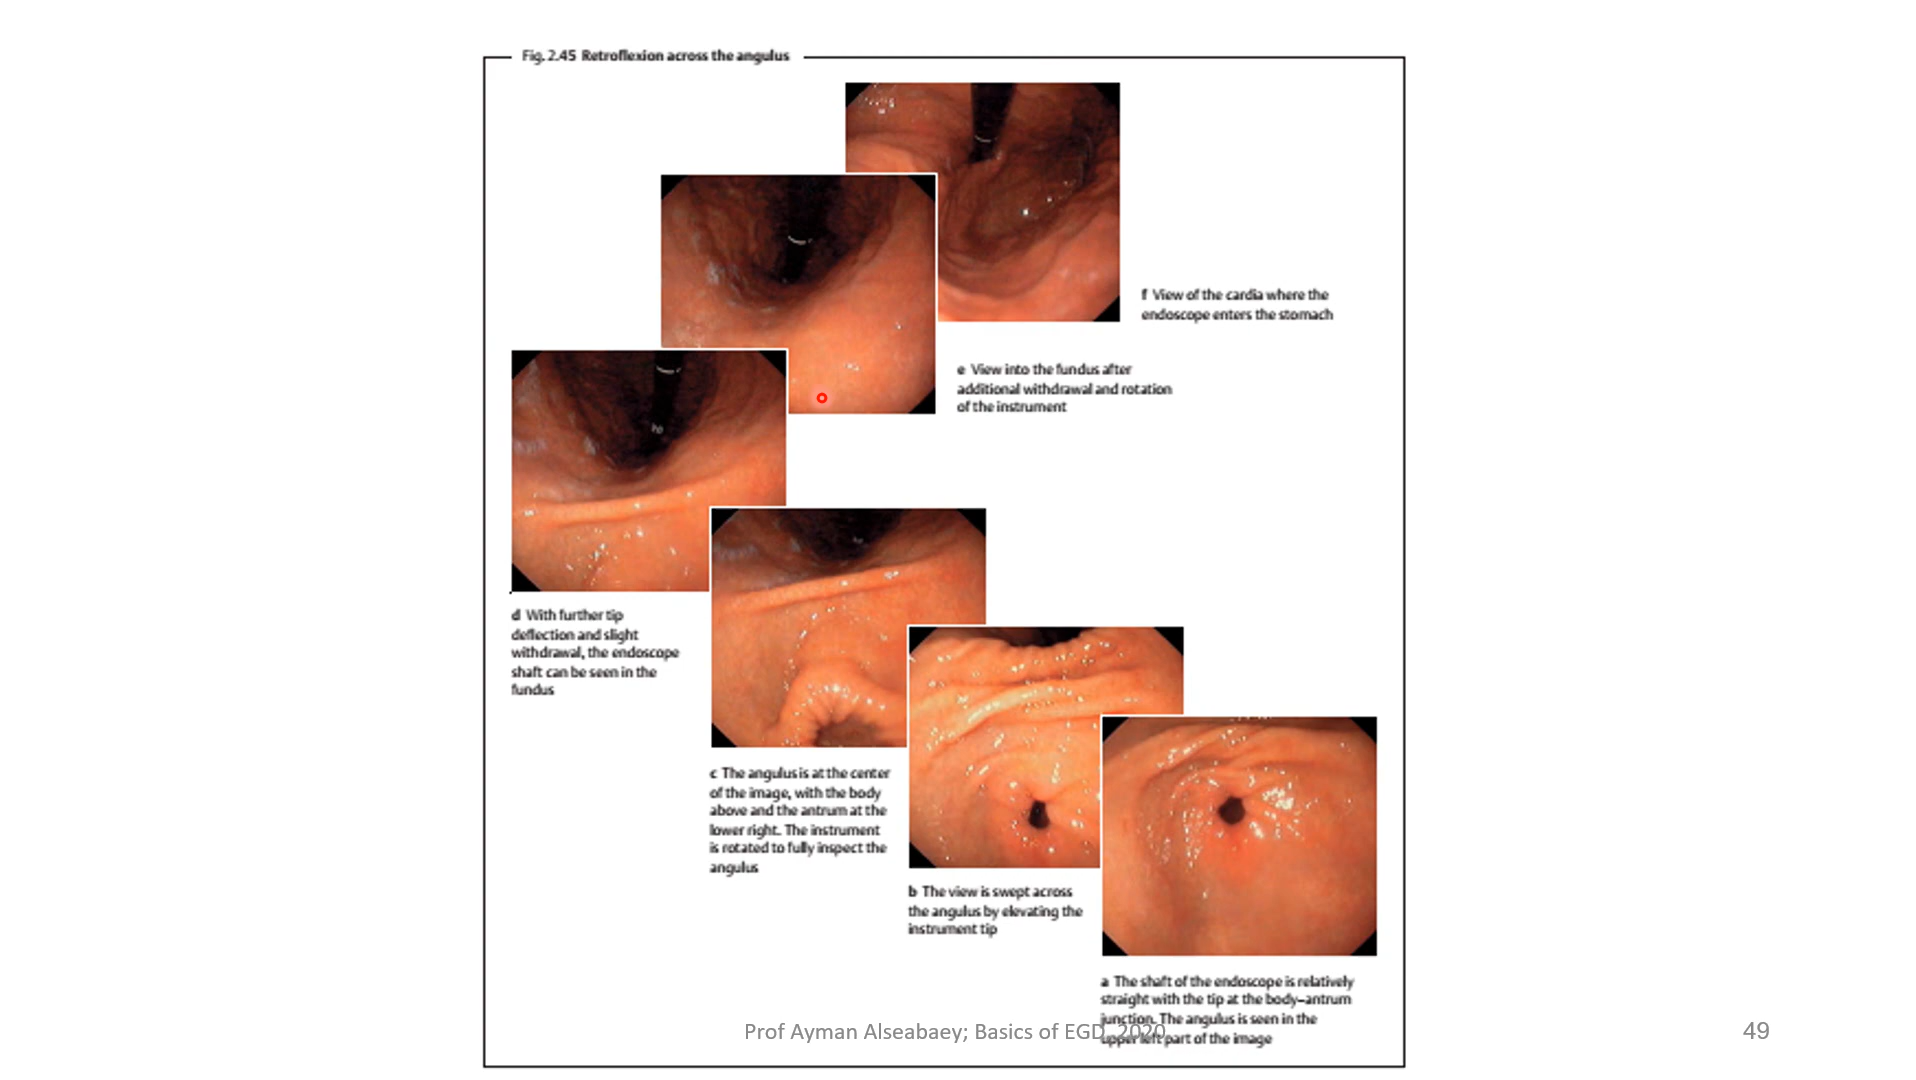 Fig. 2.45 Retroflexion across the angulus
f View of the cardia where the
endoscope enters the stomach
e View into the fundus after
additional withdrawal and rotation
of the instrument
d With further tip
deflection and slight
withdrawal, the endoscope
shaft can be seen in the
fundus
c The angulus is at the center
of the image, with the body
above and the antrum at the
lower right. The instrument
is rotated to fully inspect the
angulus
b The view is swept across
the angulus by elevating the
instrument tip
a The shaft of the endoscope is relatively
straight with the tip at the body–antrum
junction. The angulus is seen in the
upper left part of the image
Prof Ayman Alseabaey; Basics of EGD, 2020
49